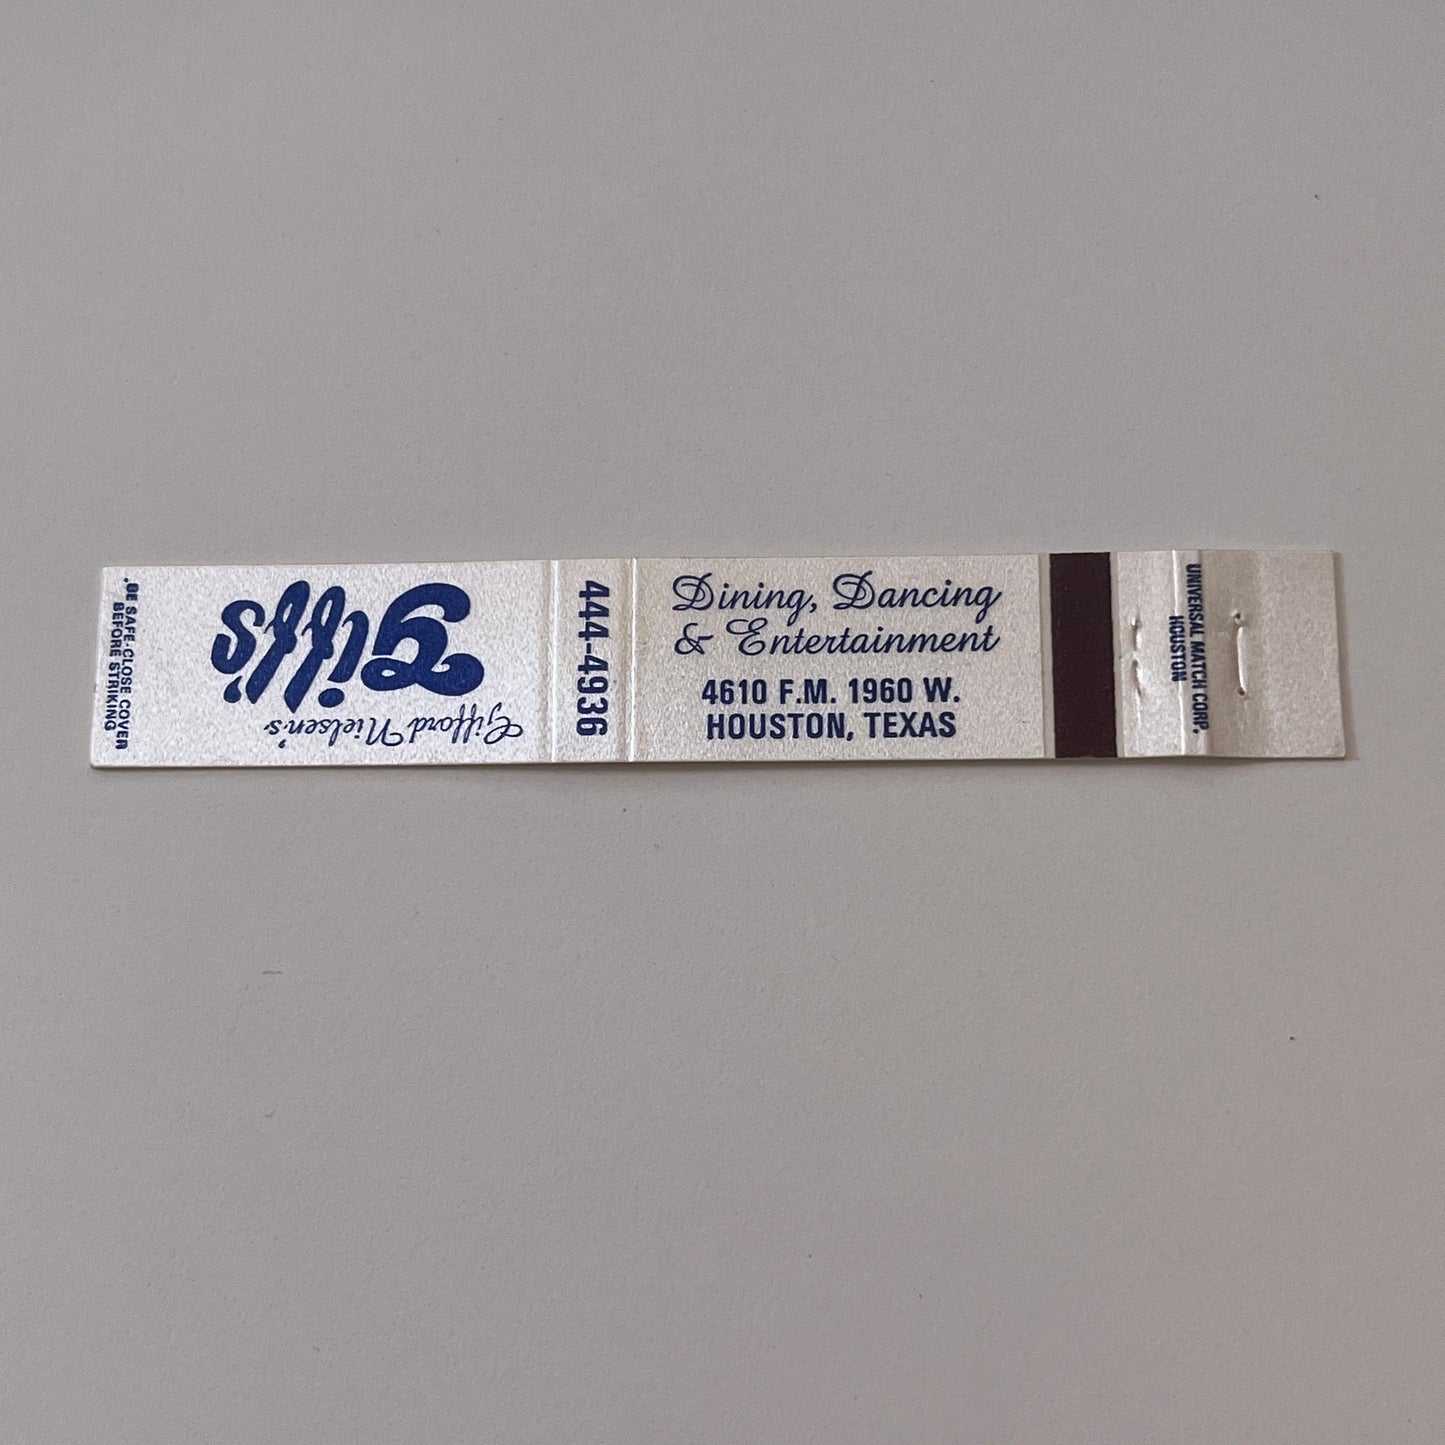 Gifford Nielsen's
Giff's
•BE SAFE-CLOSE COVER
BEFORE STRIKING
444-4936
Dining, Dancing
& Entertainment
4610 F.M. 1960 W.
HOUSTON, TEXAS
UNIVERSAL MATCH CORP.
HOUSTON